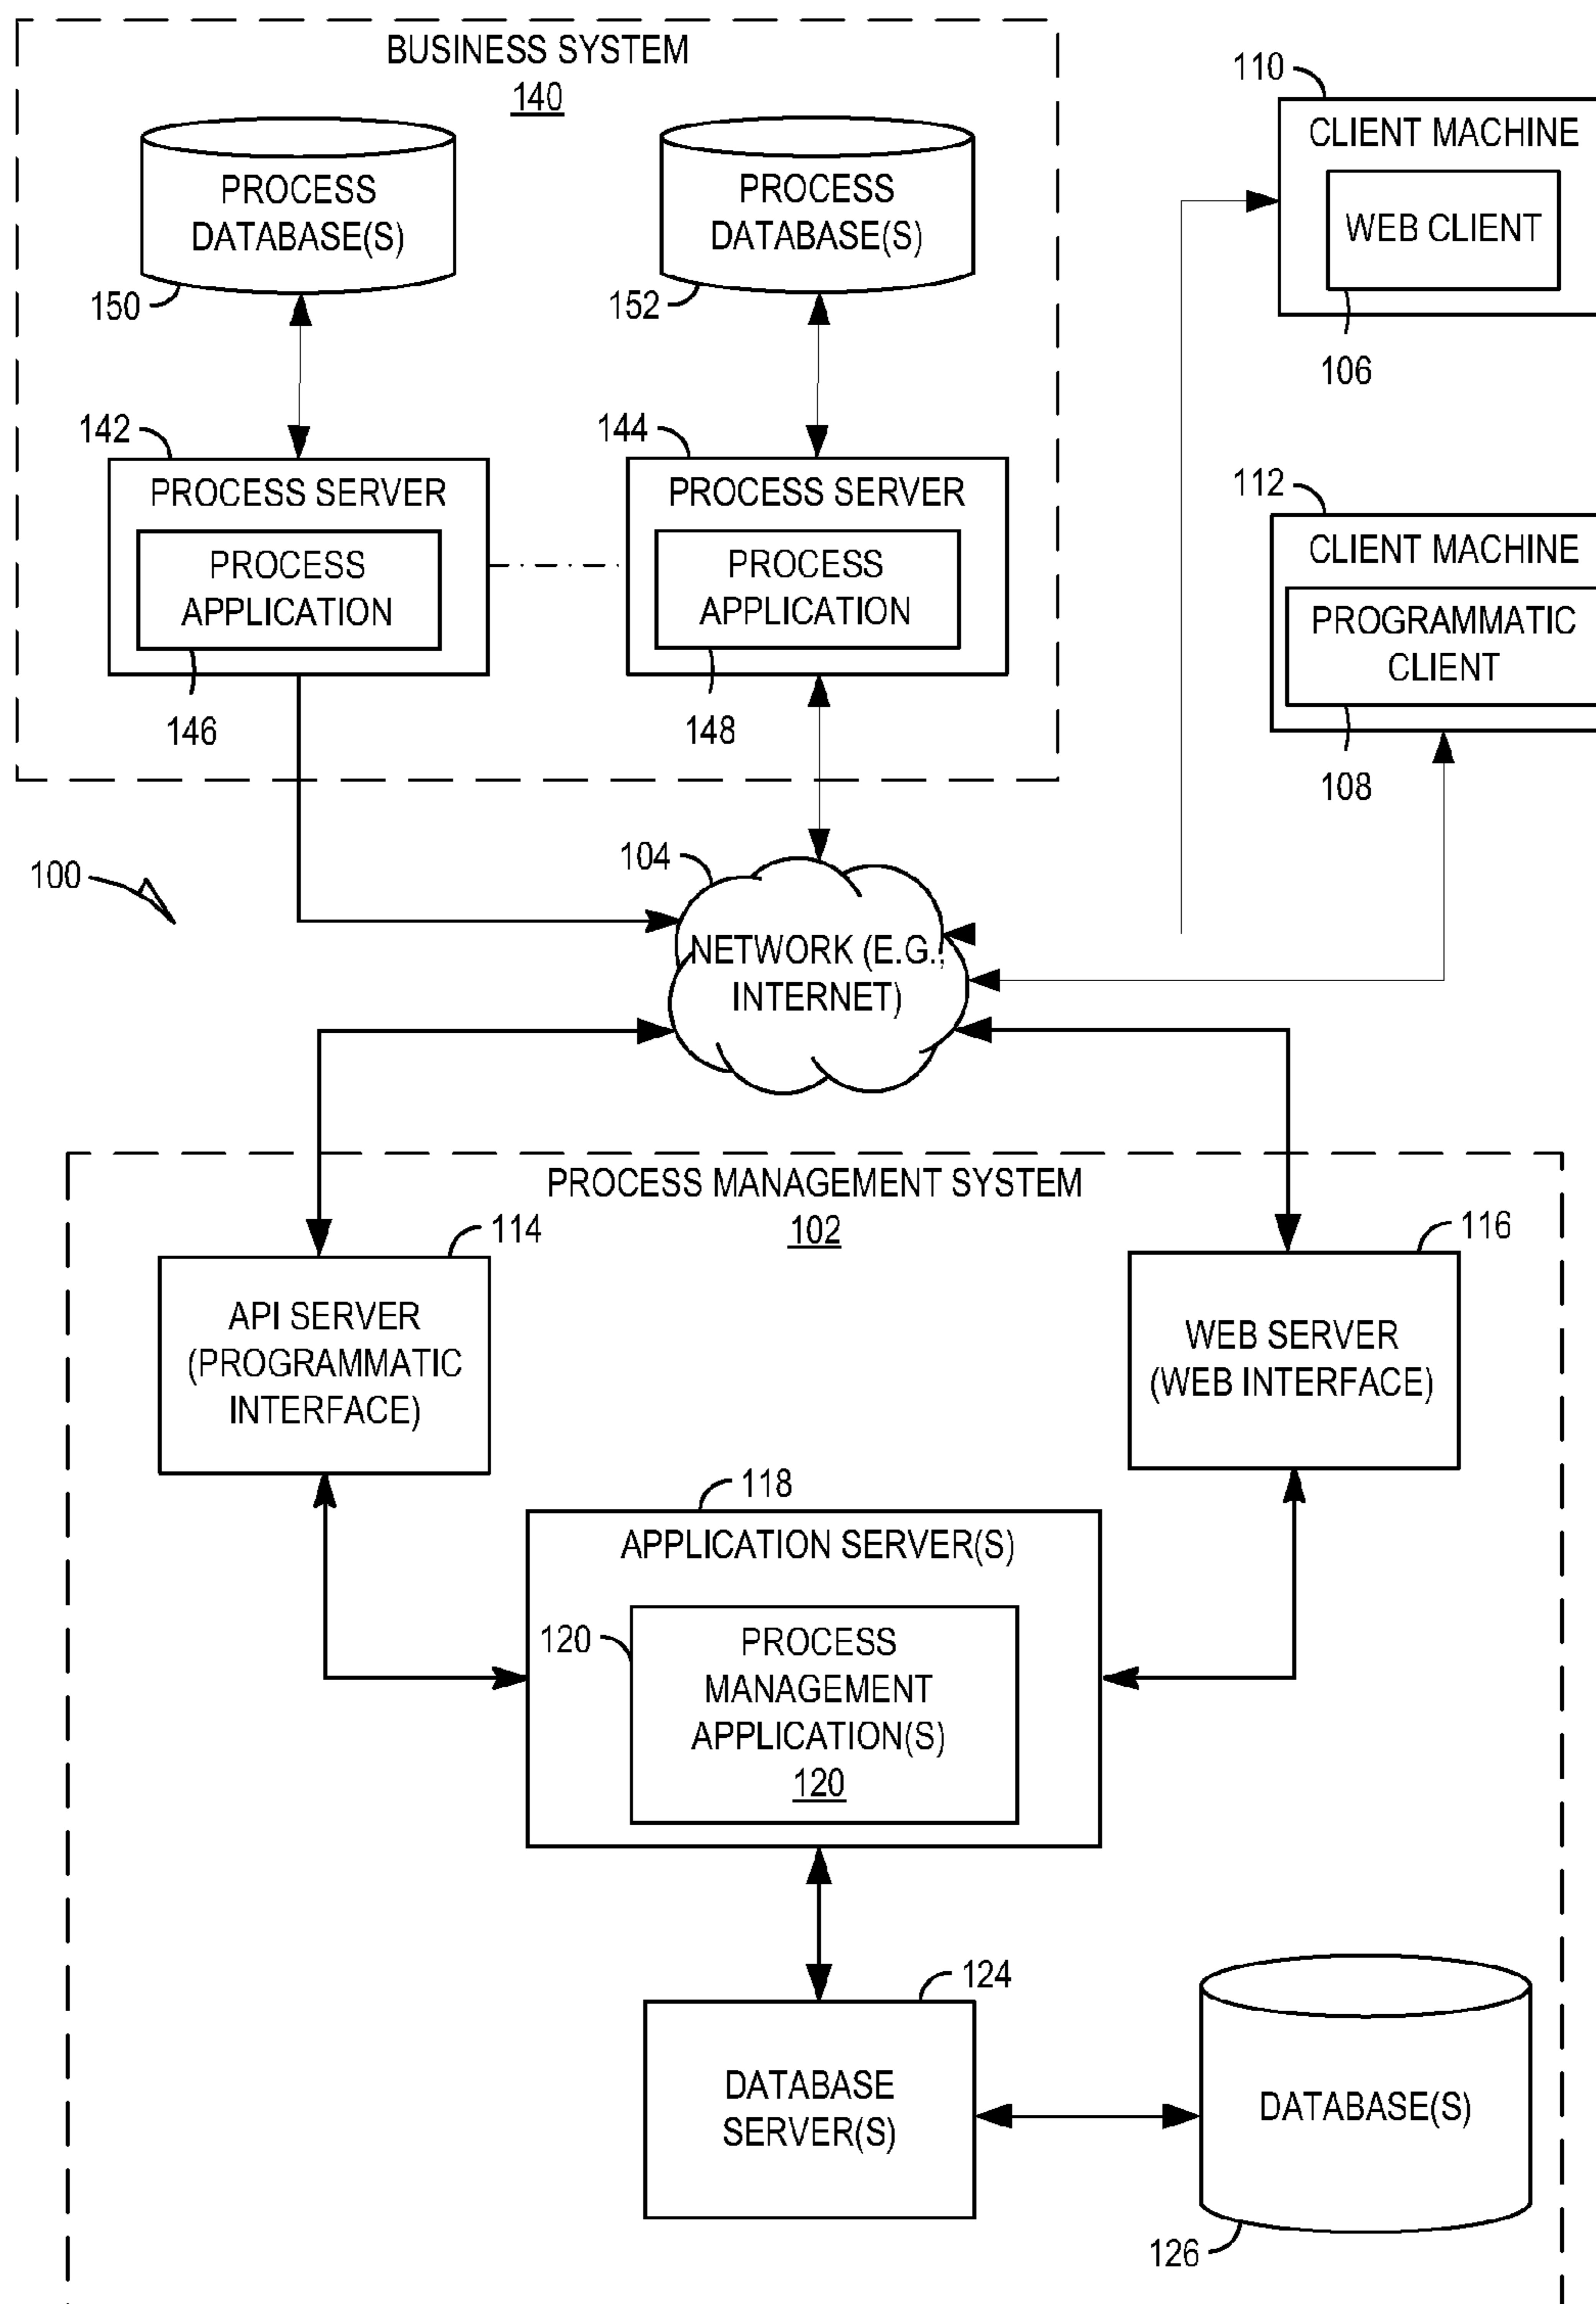 BUSINESS SYSTEM
140
PROCESS
DATABASE(S)
150
PROCESS
DATABASE(S)
152
110
CLIENT MACHINE
WEB CLIENT
106
142
PROCESS SERVER
PROCESS
APPLICATION
146
144
PROCESS SERVER
PROCESS
APPLICATION
148
112
CLIENT MACHINE
PROGRAMMATIC
CLIENT
108
100
104
NETWORK (E.G.,
INTERNET)
PROCESS MANAGEMENT SYSTEM
102
114
API SERVER
(PROGRAMMATIC
INTERFACE)
116
WEB SERVER
(WEB INTERFACE)
118
APPLICATION SERVER(S)
120
PROCESS
MANAGEMENT
APPLICATION(S)
120
124
DATABASE
SERVER(S)
DATABASE(S)
126